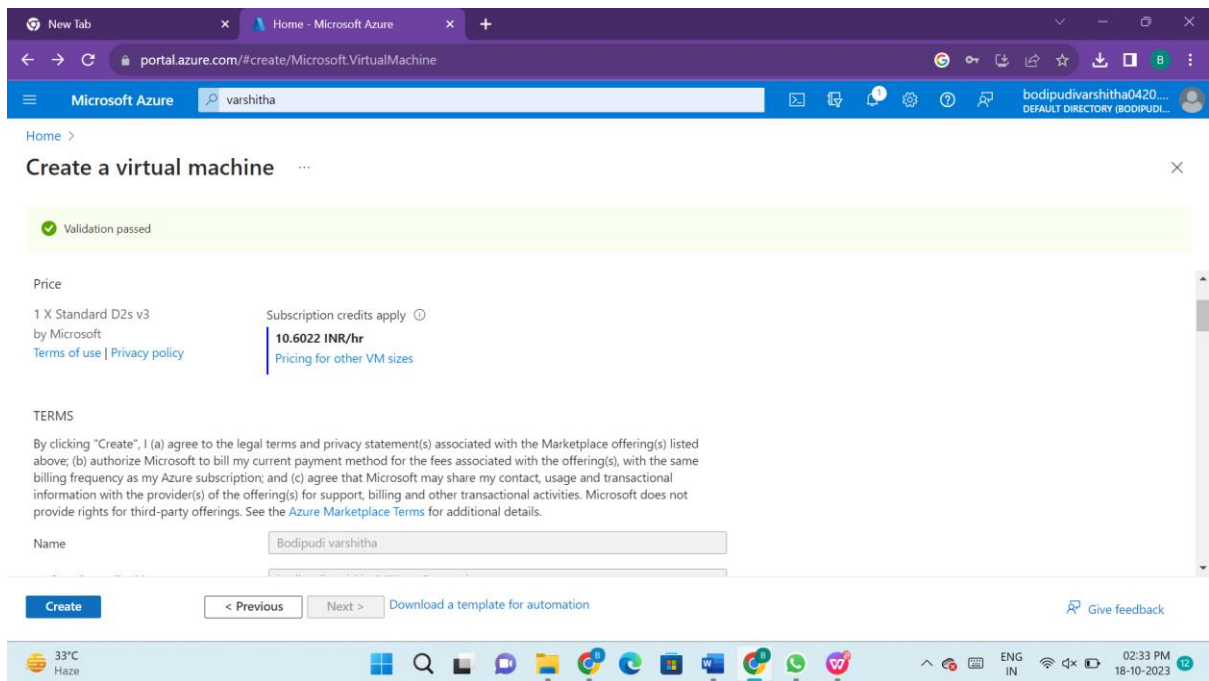 New Tab
Home - Microsoft Azure
portal.azure.com/#create/Microsoft.VirtualMachine
B
Microsoft Azure
varshitha
1
bodipudivarshitha0420....
DEFAULT DIRECTORY (BODIPUDI...
Home >
Create a virtual machine ...
Validation passed
Price
1 X Standard D2s v3
by Microsoft
Terms of use | Privacy policy
Subscription credits apply
10.6022 INR/hr
Pricing for other VM sizes
TERMS
By clicking "Create", I (a) agree to the legal terms and privacy statement(s) associated with the Marketplace offering(s) listed
above; (b) authorize Microsoft to bill my current payment method for the fees associated with the offering(s), with the same
billing frequency as my Azure subscription; and (c) agree that Microsoft may share my contact, usage and transactional
information with the provider(s) of the offering(s) for support, billing and other transactional activities. Microsoft does not
provide rights for third-party offerings. See the Azure Marketplace Terms for additional details.
Name
Bodipudi varshitha
Create
< Previous
Next >
Download a template for automation
Give feedback
33°C
Haze
ENG
IN
02:33 PM
18-10-2023
12